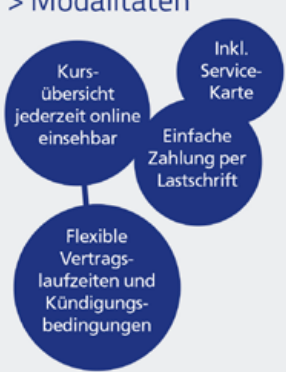 > Modalitäten
Kurs-
übersicht
jederzeit online
einsehbar
Inkl.
Service-
Karte
Einfache
Zahlung per
Lastschrift
Flexible
Vertrags-
laufzeiten und
Kündigungs-
bedingungen